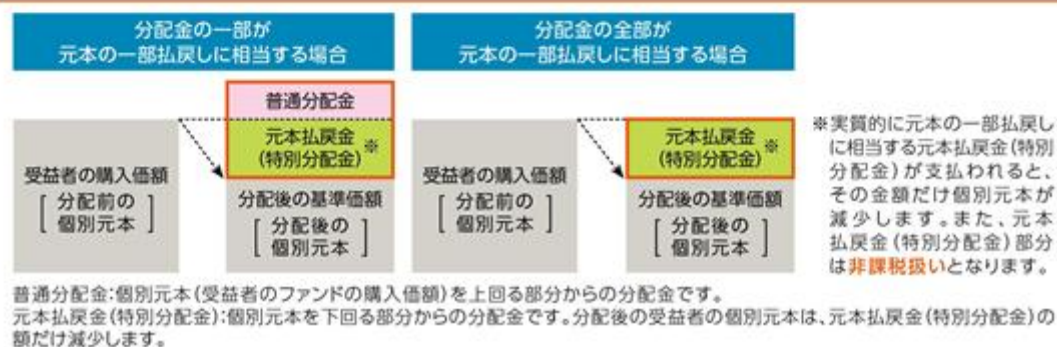 分配金の一部が
元本の一部払戻しに相当する場合
普通分配金
元本払戻金
(特別分配金)※
受益者の購入価額
[分配前の
個別元本]
分配後の基準価額
[分配後の
個別元本]
分配金の全部が
元本の一部払戻しに相当する場合
元本払戻金
(特別分配金)※
受益者の購入価額
[分配前の
個別元本]
分配後の基準価額
[分配後の
個別元本]
※実質的に元本の一部払戻し
に相当する元本払戻金(特別
分配金)が支払われると、
その金額だけ個別元本が
減少します。また、元本
払戻金(特別分配金)部分
は非課税扱いとなります。
普通分配金:個別元本(受益者のファンドの購入価額)を上回る部分からの分配金です。
元本払戻金(特別分配金):個別元本を下回る部分からの分配金です。分配後の受益者の個別元本は、元本払戻金(特別分配金)の
額だけ減少します。